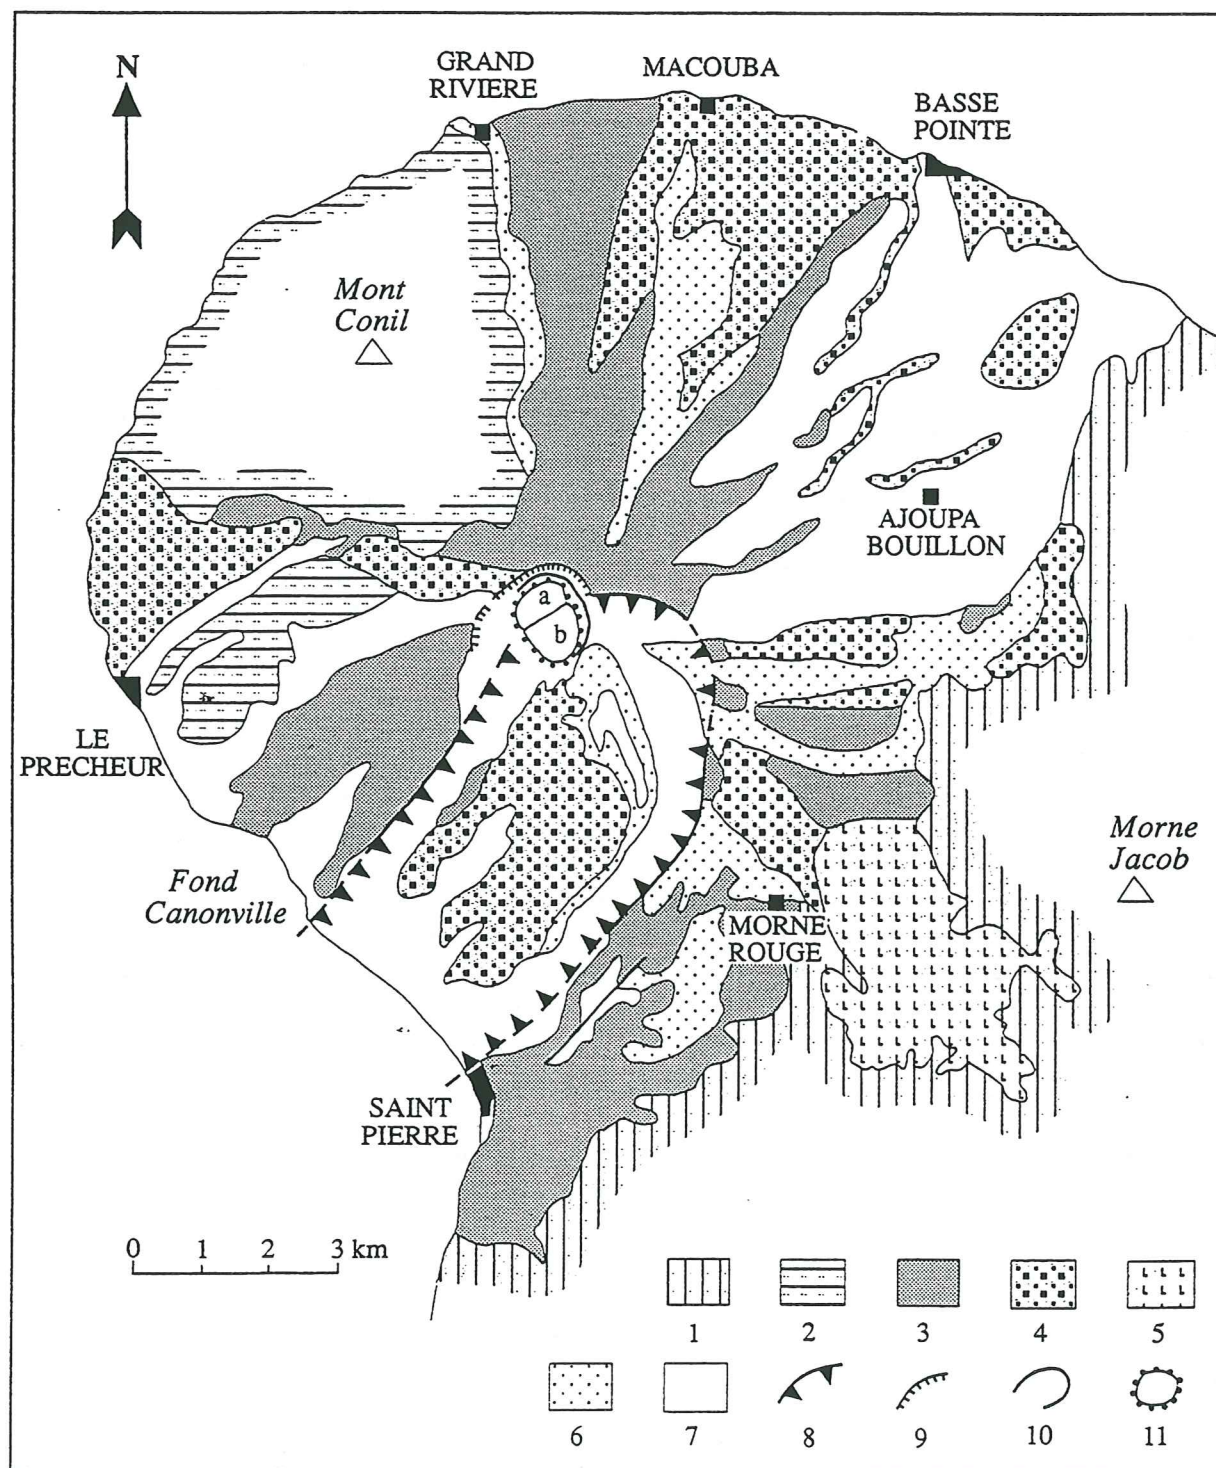 N
GRAND
RIVIERE
MACOUBA
BASSE
POINTE
Mont
Conil
AJOUPA
BOUILLON
a
b
LE
PRECHEUR
Fond
Canonville
Morne
Jacob
MORNE
ROUGE
SAINT
PIERRE
0 1 2 3 km
1 2 3 4 5
6 7 8 9 10 11